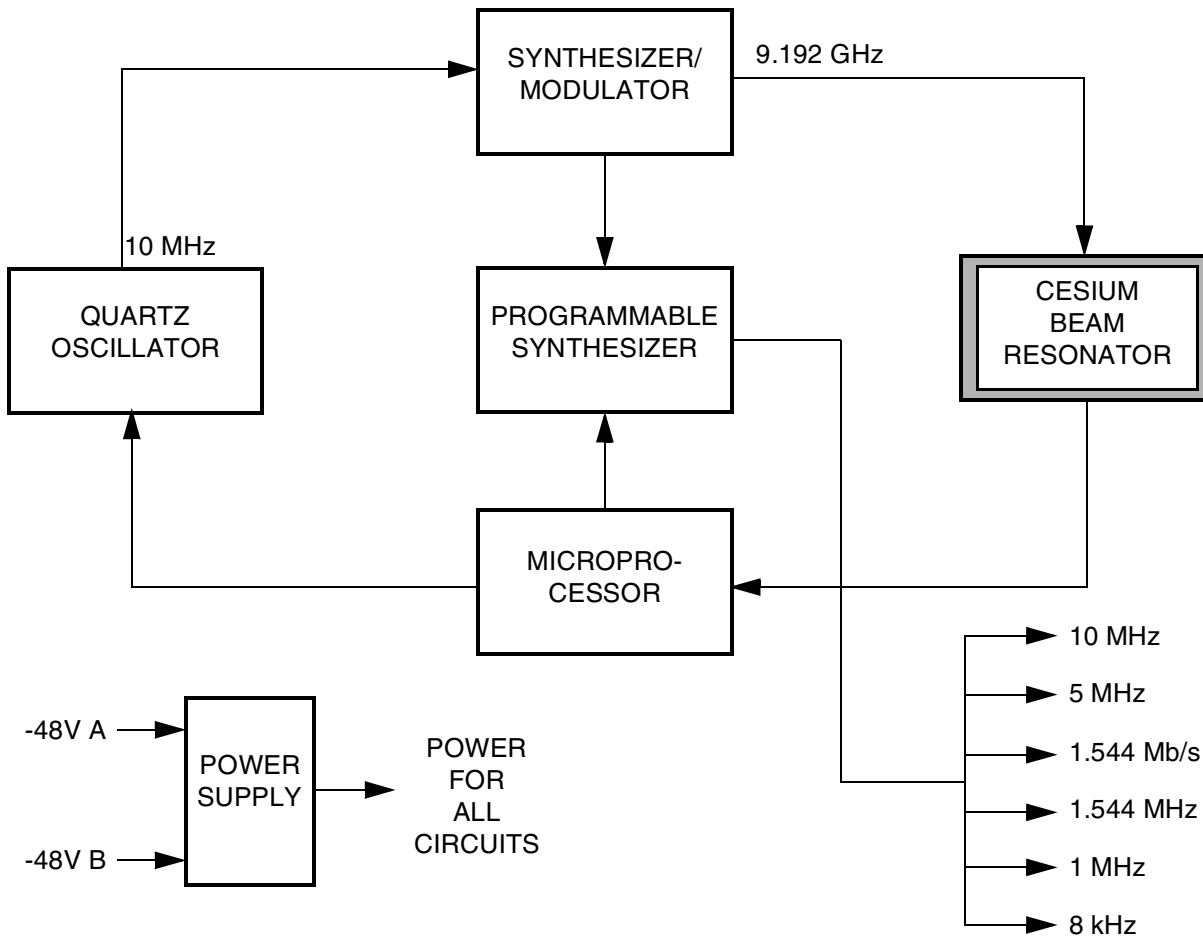 SYNTHESIZER/
MODULATOR
9.192 GHz
10 MHz
QUARTZ
OSCILLATOR
PROGRAMMABLE
SYNTHESIZER
CESIUM
BEAM
RESONATOR
MICROPRO-
CESSOR
10 MHz
5 MHz
1.544 Mb/s
1.544 MHz
1 MHz
8 kHz
-48V A
-48V B
POWER
SUPPLY
POWER
FOR
ALL
CIRCUITS